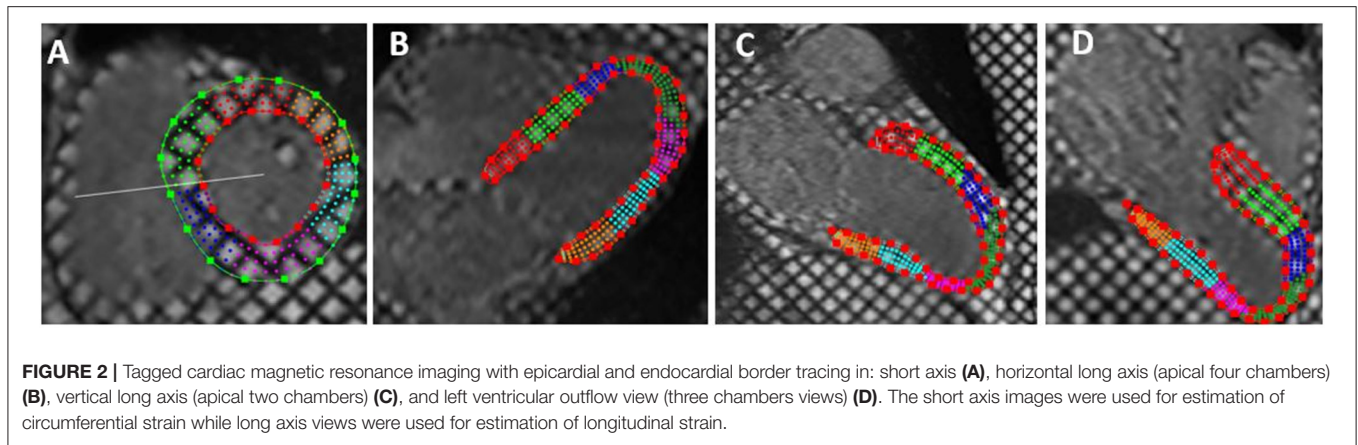 A B C D
FIGURE 2 | Tagged cardiac magnetic resonance imaging with epicardial and endocardial border tracing in: short axis (A), horizontal long axis (apical four chambers)
(B), vertical long axis (apical two chambers) (C), and left ventricular outflow view (three chambers views) (D). The short axis images were used for estimation of
circumferential strain while long axis views were used for estimation of longitudinal strain.